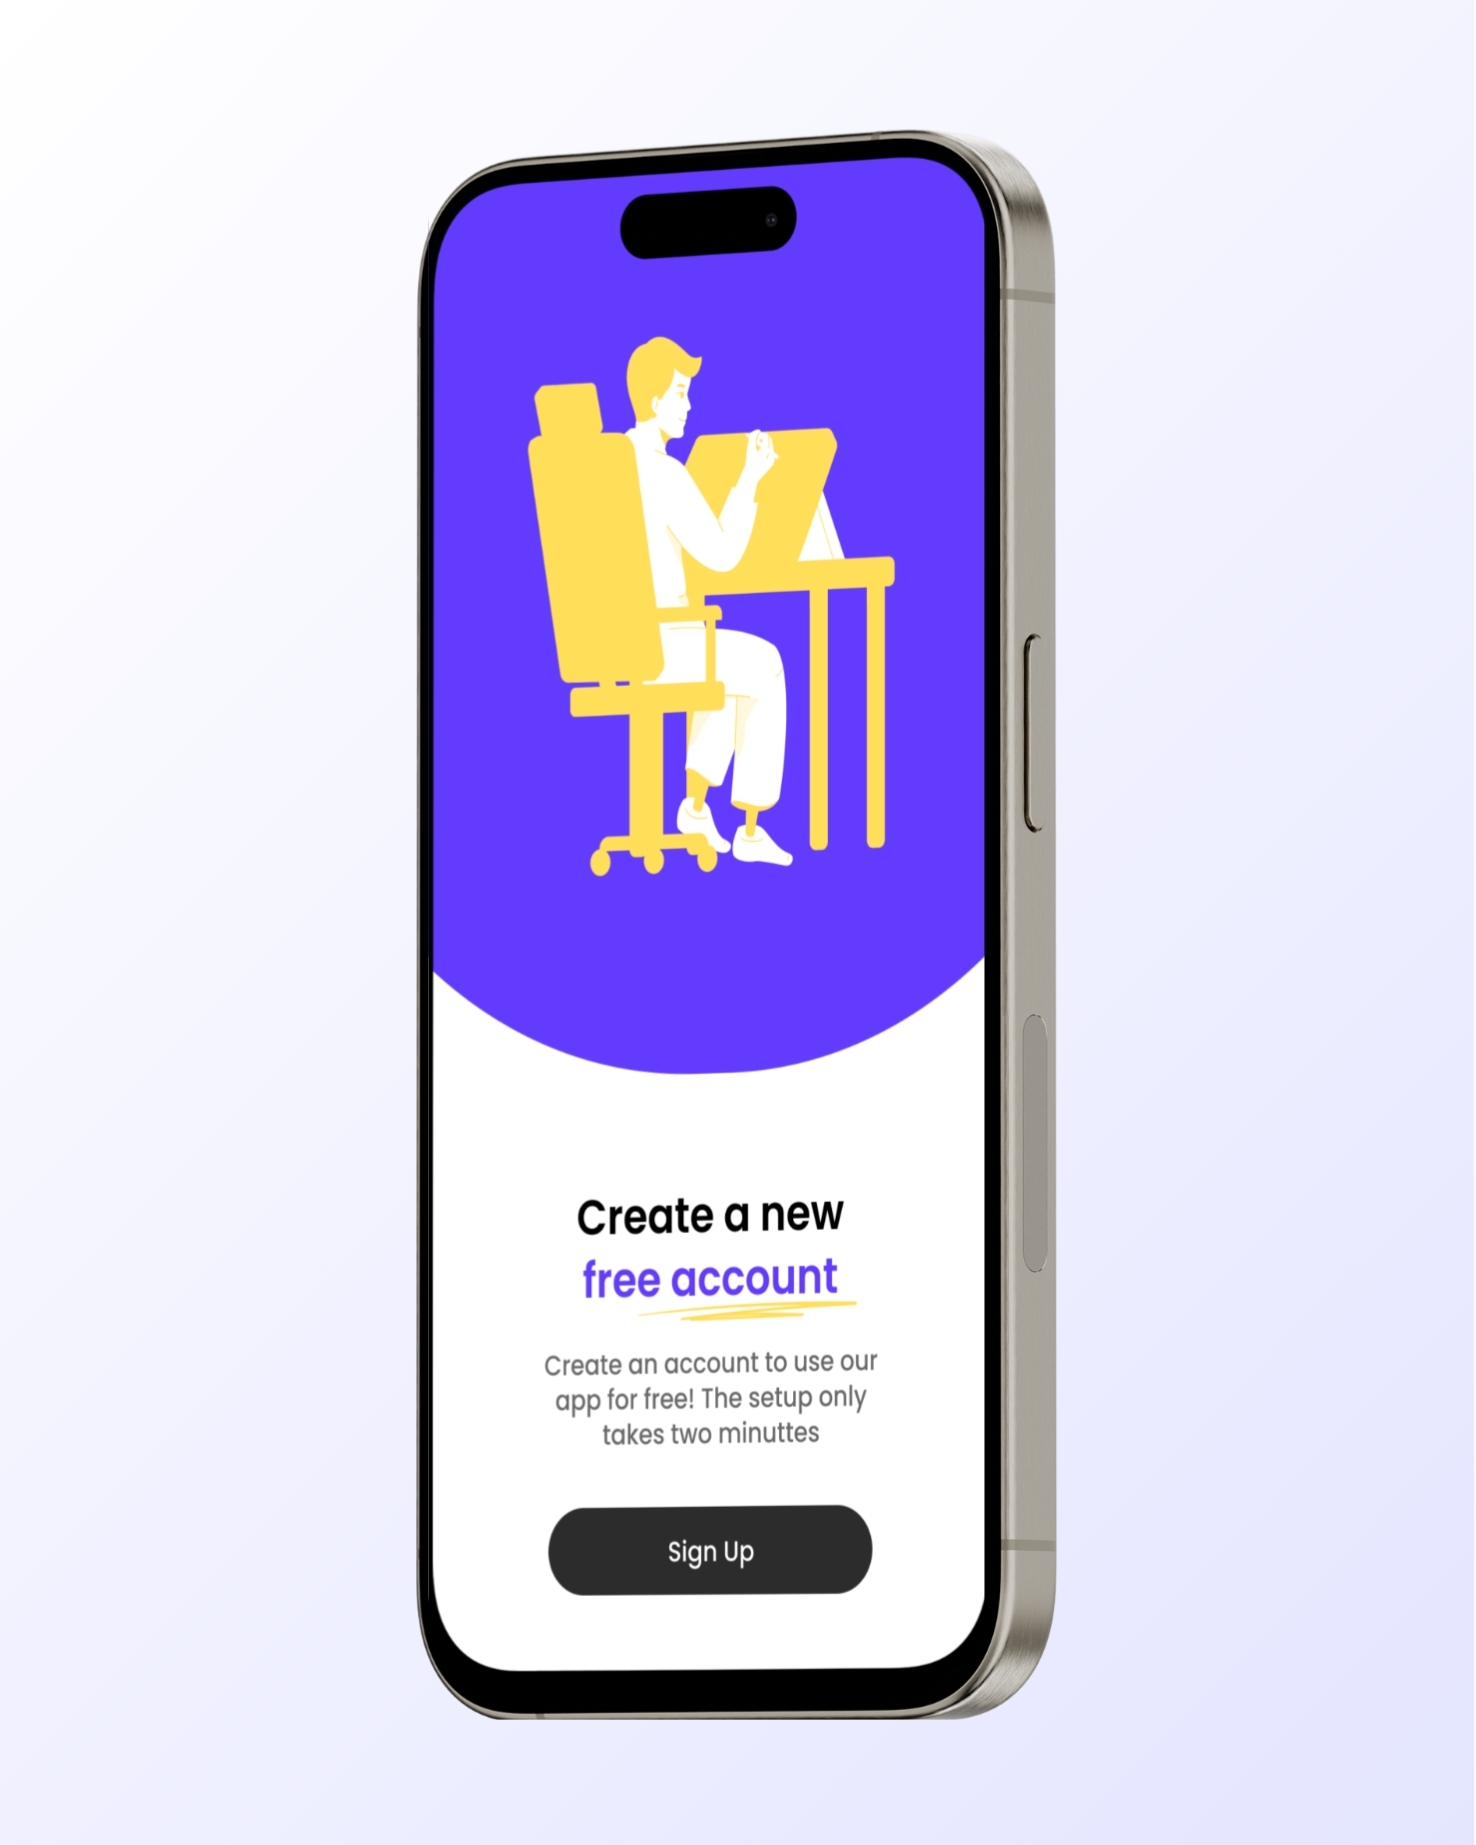 Create a new
free account
Create an account to use our
app for free! The setup only
takes two minuttes
Sign Up